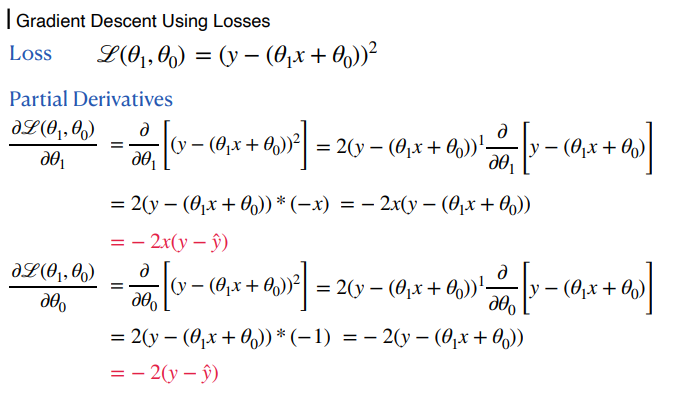 Gradient Descent Using Losses
Loss ℒ(θ₁, θ₀) = (y − (θ₁x + θ₀))²
Partial Derivatives
∂ℒ(θ₁, θ₀)/∂θ₁ = ∂/∂θ₁ [(y − (θ₁x + θ₀))²] = 2(y − (θ₁x + θ₀))¹ ∂/∂θ₁ [y − (θ₁x + θ₀)]
= 2(y − (θ₁x + θ₀)) * (−x) = − 2x(y − (θ₁x + θ₀))
= − 2x(y − ŷ)
∂ℒ(θ₁, θ₀)/∂θ₀ = ∂/∂θ₀ [(y − (θ₁x + θ₀))²] = 2(y − (θ₁x + θ₀))¹ ∂/∂θ₀ [y − (θ₁x + θ₀)]
= 2(y − (θ₁x + θ₀)) * (−1) = − 2(y − (θ₁x + θ₀))
= − 2(y − ŷ)